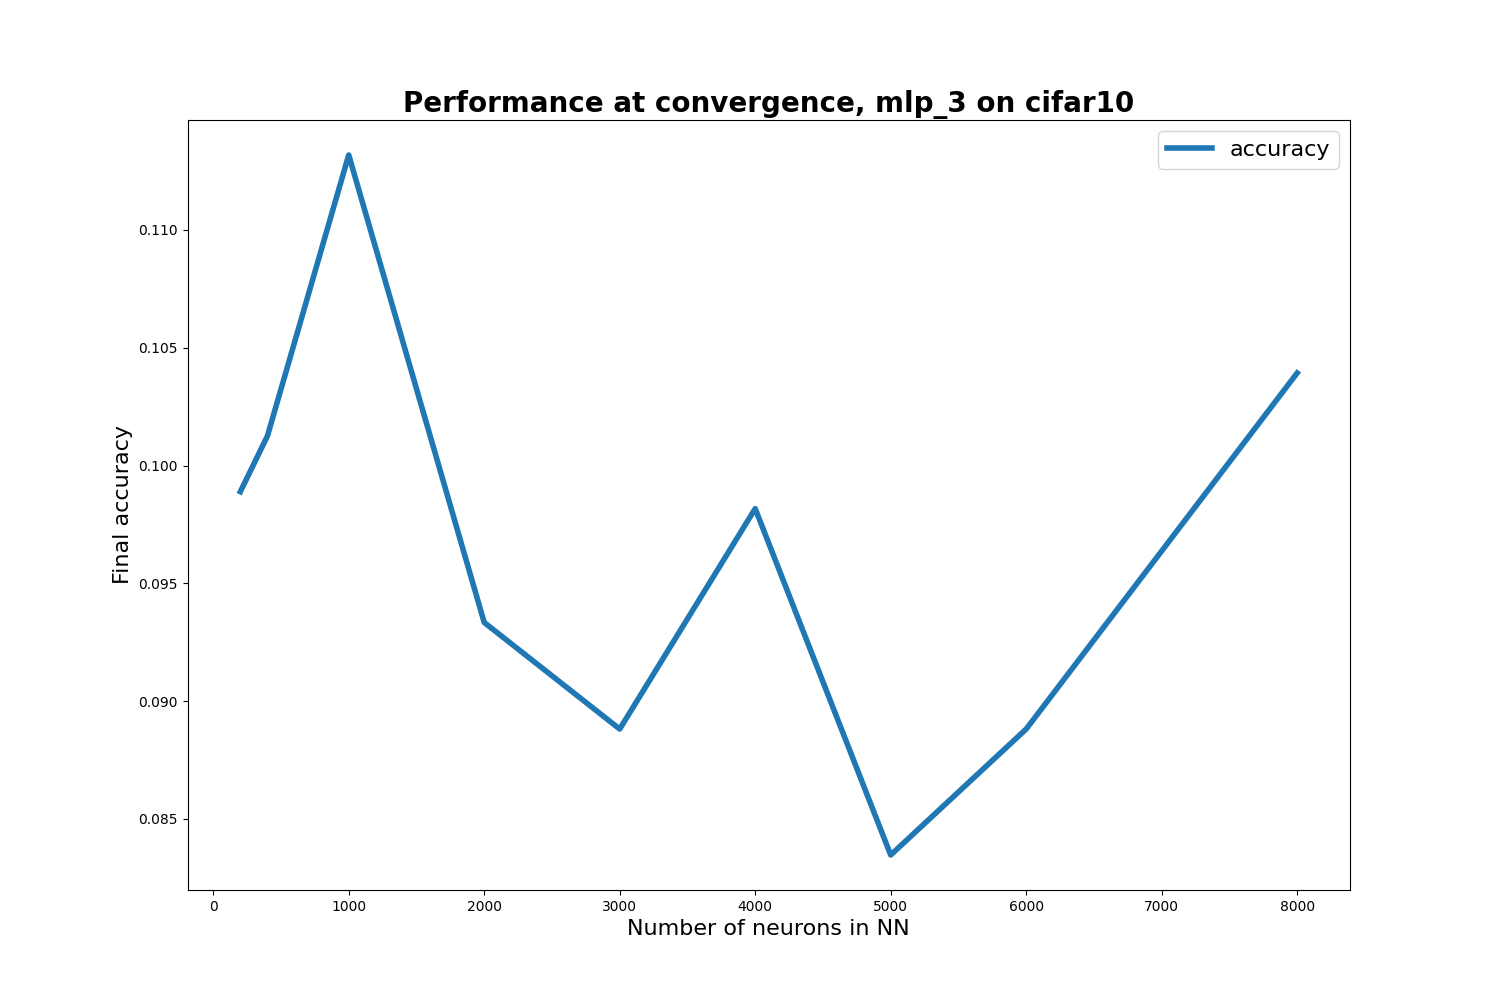 Performance at convergence, mlp_3 on cifar10
accuracy
0.110
0.105
0.100
0.095
0.090
0.085
Final accuracy
0 1000 2000 3000 4000 5000 6000 7000 8000
Number of neurons in NN